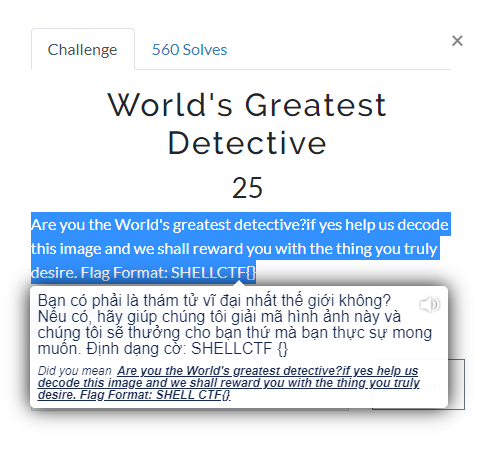 Challenge
560 Solves
×
World's Greatest
Detective
25
Are you the World's greatest detective?if yes help us decode
this image and we shall reward you with the thing you truly
desire. Flag Format: SHELLCTF{}
Bạn có phải là thám tử vĩ đại nhất thế giới không?
Nếu có, hãy giúp chúng tôi giải mã hình ảnh này và
chúng tôi sẽ thưởng cho bạn thứ mà bạn thực sự mong
muốn. Định dạng cờ: SHELLCTF {}
Did you mean Are you the World's greatest detective?if yes help us
decode this image and we shall reward you with the thing you truly
desire. Flag Format: SHELL CTF{}